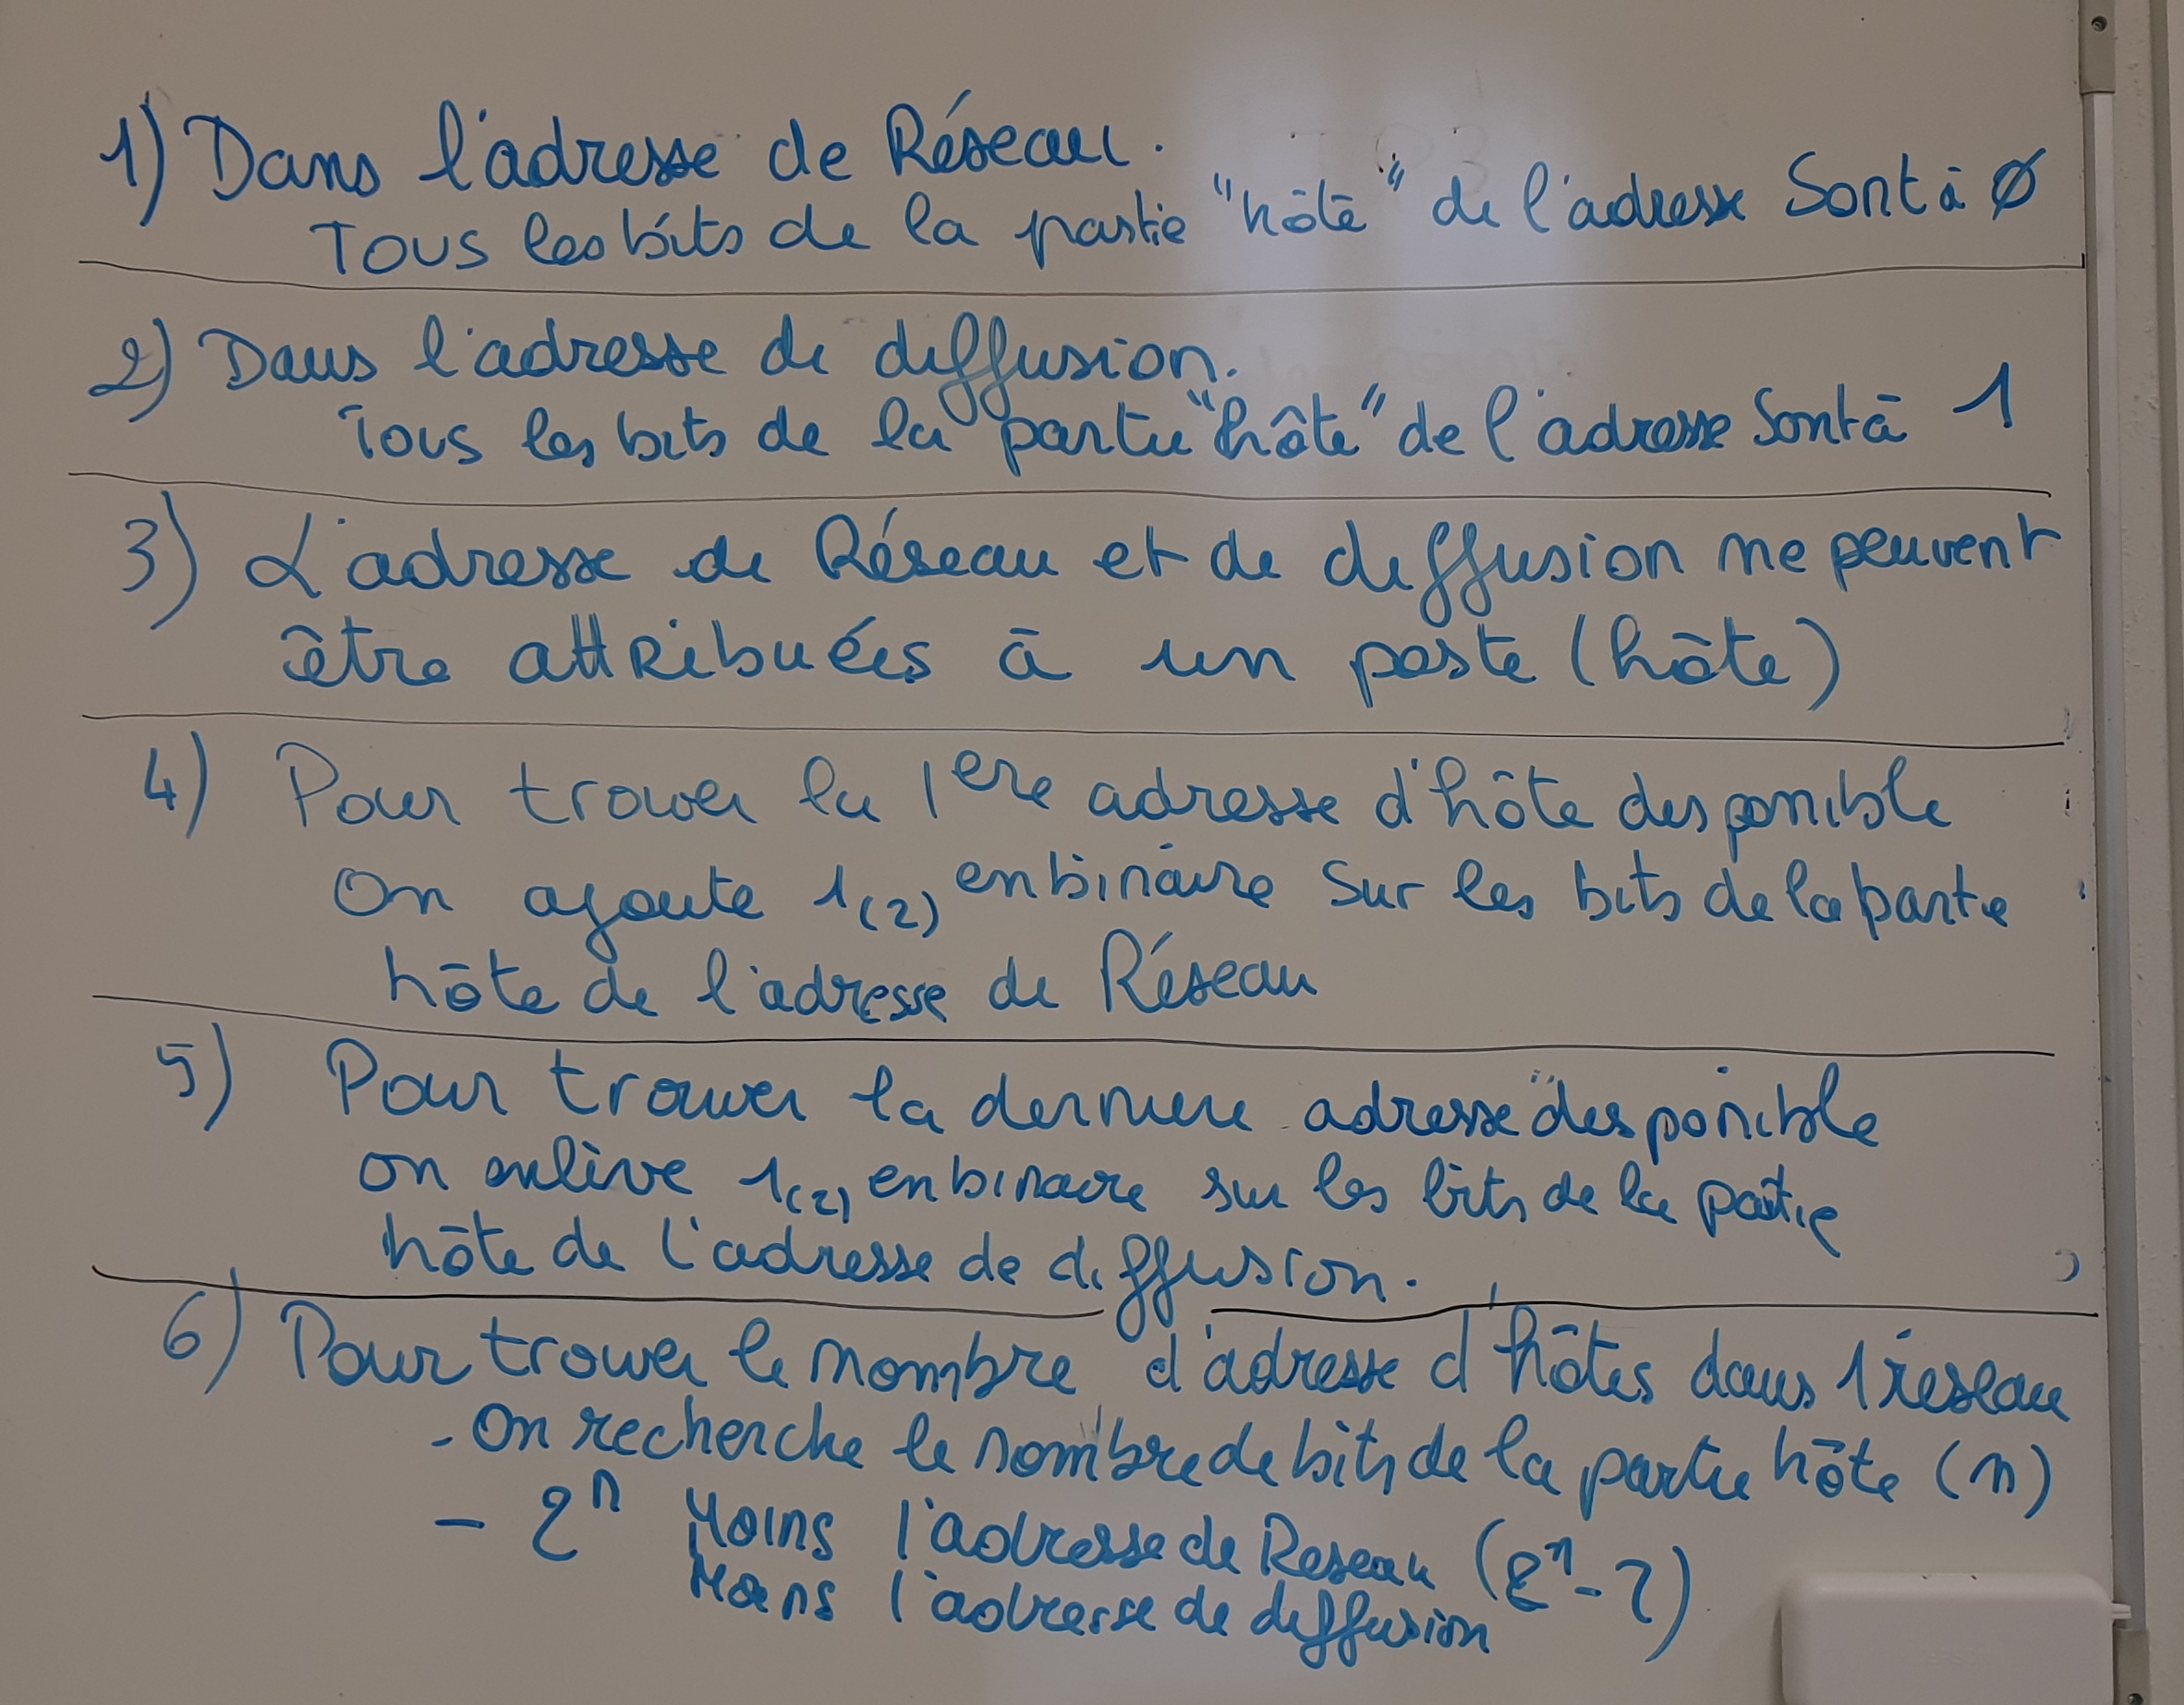 1) Dans l'adresse de Réseau.
Tous les bits de la partie "hôte" de l'adresse Sont à Ø
2) Dans l'adresse de diffusion.
Tous les bits de la partie "hôte" de l'adresse Sont à 1
3) L'adresse de Réseau et de diffusion ne peuvent
être attribuées à un poste (hôte)
4) Pour trouver la 1ère adresse d'hôte disponible
On ajoute 1(2) en binaire sur les bits de la partie
hôte de l'adresse de Réseau
5) Pour trouver la dernière adresse disponible
on enlève 1(2) en binaire sur les bits de la partie
hôte de l'adresse de diffusion.
6) Pour trouver le nombre d'adresse d'hôtes dans 1 réseau
- On recherche le nombre de bits de la partie hôte (n)
- 2ⁿ Moins l'adresse de Reseau (2ⁿ-2)
Moins l'adresse de diffusion